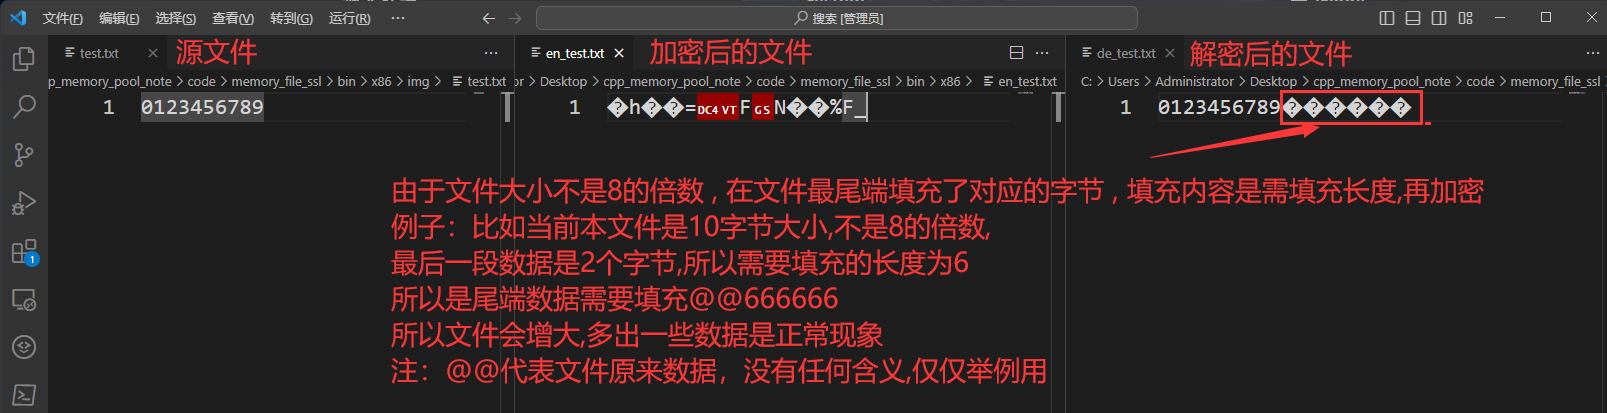 文件(F) 编辑(E) 选择(S) 查看(V) 转到(G) 运行(R) ··· 搜索 [管理员]
test.txt 源文件 ···
en_test.txt 加密后的文件 ···
de_test.txt 解密后的文件 ···
pp_memory_pool_note > code > memory_file_ssl > bin > x86 > img > test.txt
or > Desktop > cpp_memory_pool_note > code > memory_file_ssl > bin > x86 > en_test.txt
C: > Users > Administrator > Desktop > cpp_memory_pool_note > code > memory_file_ssl
1 0123456789
1 �h��=DC4VTFGSN��%F_
1 0123456789������
由于文件大小不是8的倍数，在文件最尾端填充了对应的字节，填充内容是需填充长度,再加密
例子：比如当前本文件是10字节大小,不是8的倍数,
最后一段数据是2个字节,所以需要填充的长度为6
所以是尾端数据需要填充@@666666
所以文件会增大,多出一些数据是正常现象
注：@@代表文件原来数据，没有任何含义,仅仅举例用
1